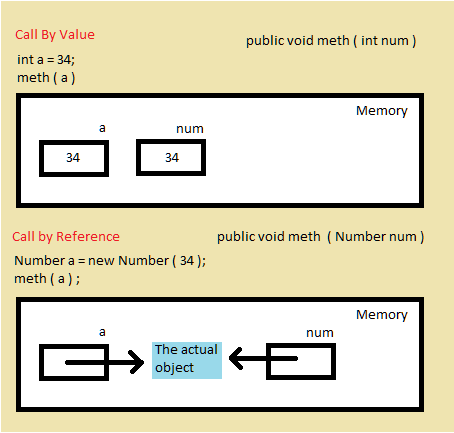 Call By Value
public void meth ( int num )
int a = 34;
meth ( a )
Memory
a
num
34
34
Call by Reference
public void meth ( Number num )
Number a = new Number ( 34 );
meth ( a ) ;
Memory
a
num
The actual
object